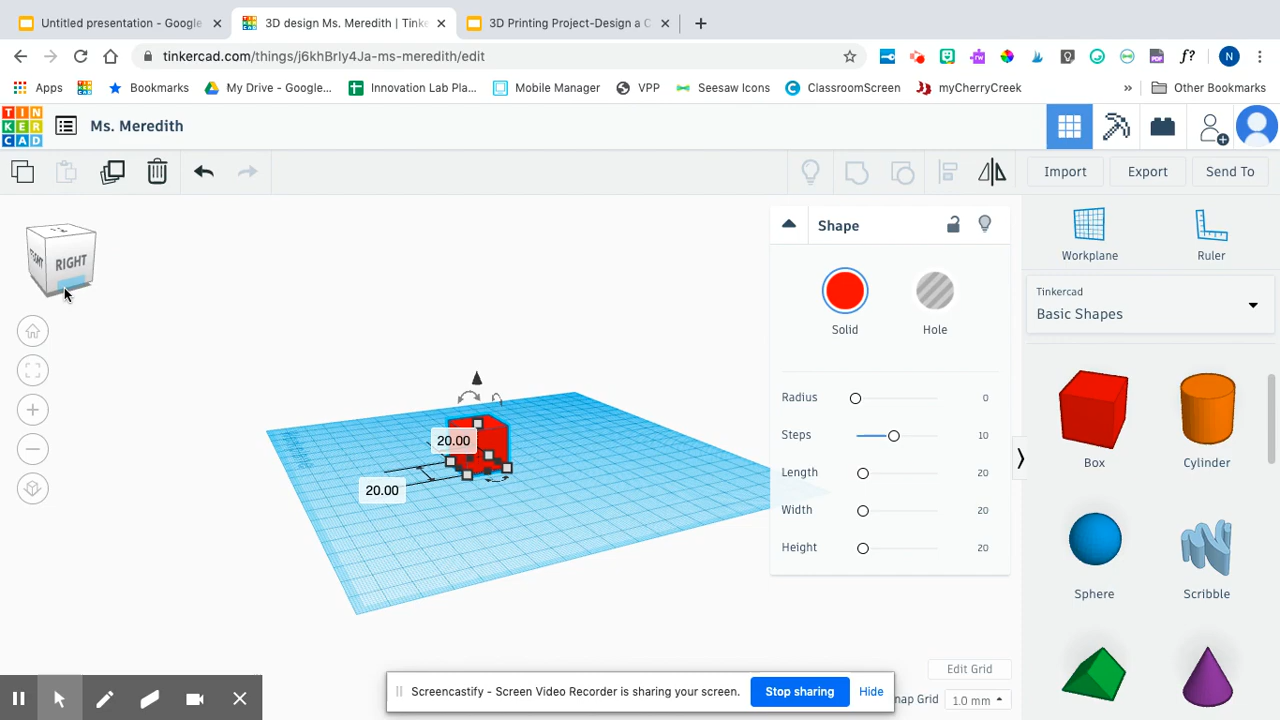 Untitled presentation - Google
3D design Ms. Meredith | Tinke
3D Printing Project-Design a C
tinkercad.com/things/j6khBrIy4Ja-ms-meredith/edit
f?
N
Apps
Bookmarks
My Drive - Google...
Innovation Lab Pla...
Mobile Manager
VPP
Seesaw Icons
ClassroomScreen
myCherryCreek
»
Other Bookmarks
TIN
KER
CAD
Ms. Meredith
Import
Export
Send To
RIGHT
Shape
Solid
Hole
Radius 0
Steps 10
Length 20
Width 20
Height 20
20.00
20.00
Workplane
Ruler
Tinkercad
Basic Shapes
Box
Cylinder
Sphere
Scribble
Edit Grid
nap Grid
1.0 mm
Screencastify - Screen Video Recorder is sharing your screen.
Stop sharing
Hide